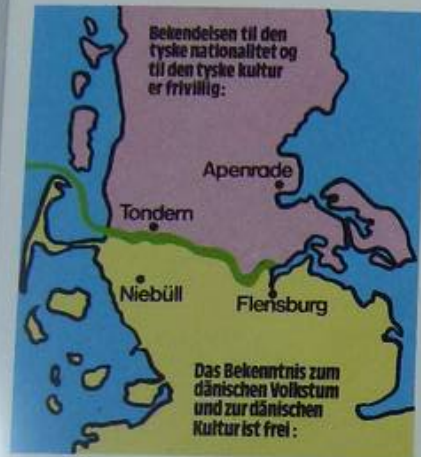 Bekendelsen til den
tyske nationalitet og
til den tyske kultur
er frivillig:
Apenrade
Tondern
Niebüll
Flensburg
Das Bekenntnis zum
dänischen Volkstum
und zur dänischen
Kultur ist frei: